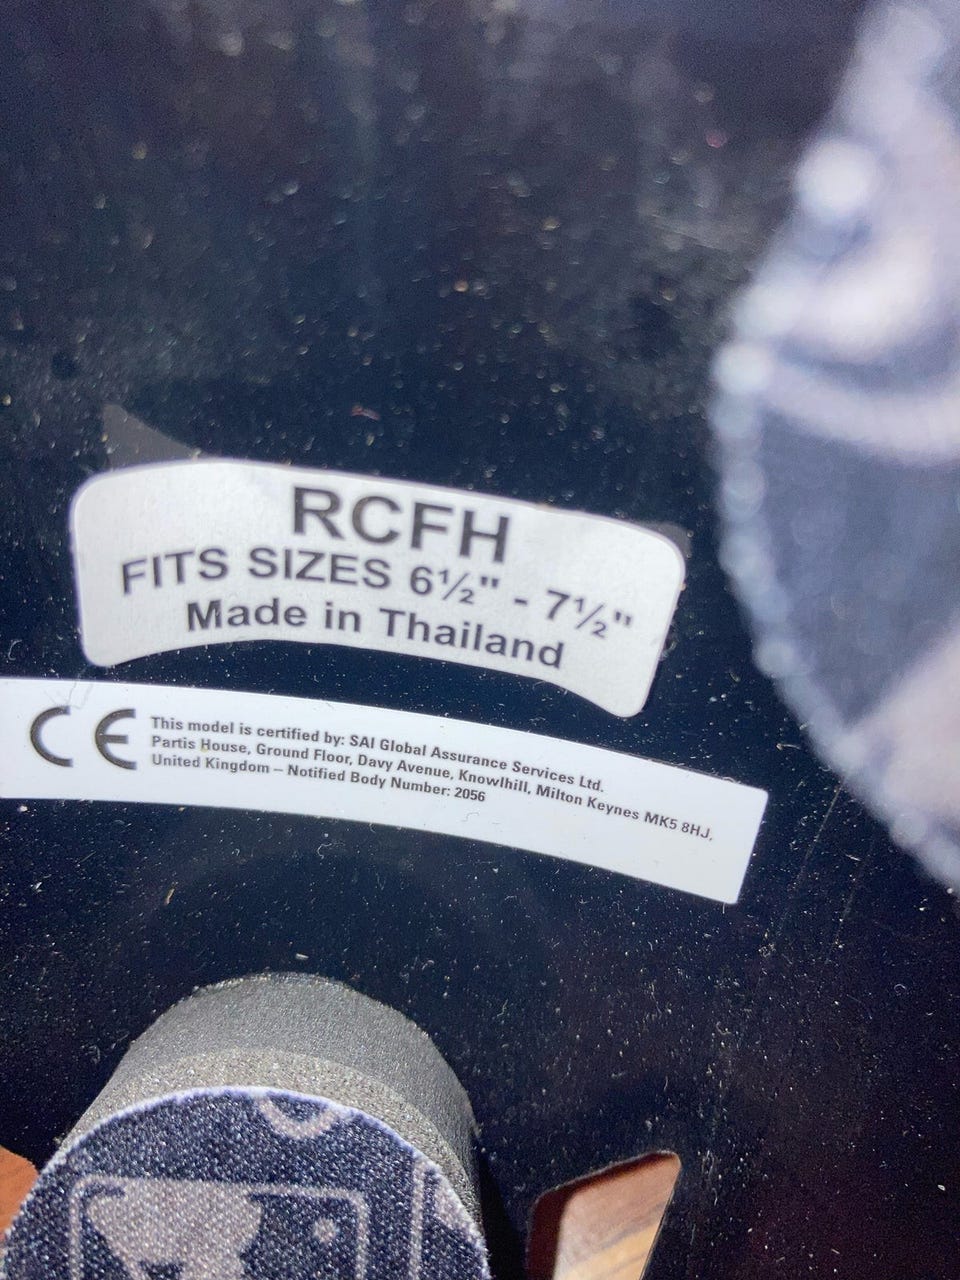 RCFH
FITS SIZES 6½" - 7½"
Made in Thailand
CE This model is certified by: SAI Global Assurance Services Ltd.
Partis House, Ground Floor, Davy Avenue, Knowlhill, Milton Keynes MK5 8HJ,
United Kingdom – Notified Body Number: 2056